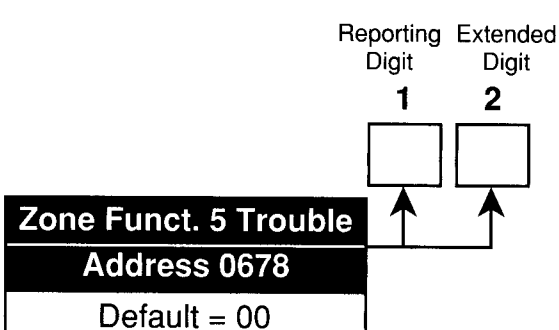 Reporting Extended
Digit Digit
1 2
Zone Funct. 5 Trouble
Address 0678
Default = 00